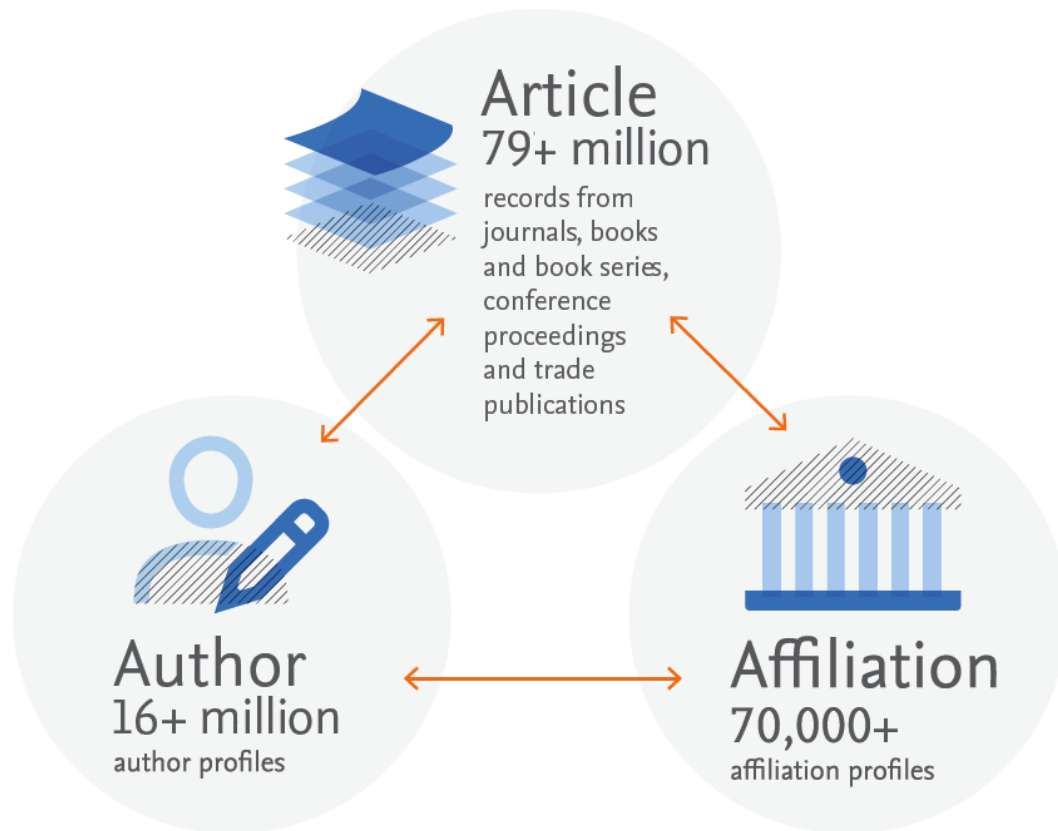 Article
79+ million
records from
journals, books
and book series,
conference
proceedings
and trade
publications
Author
16+ million
author profiles
Affiliation
70,000+
affiliation profiles